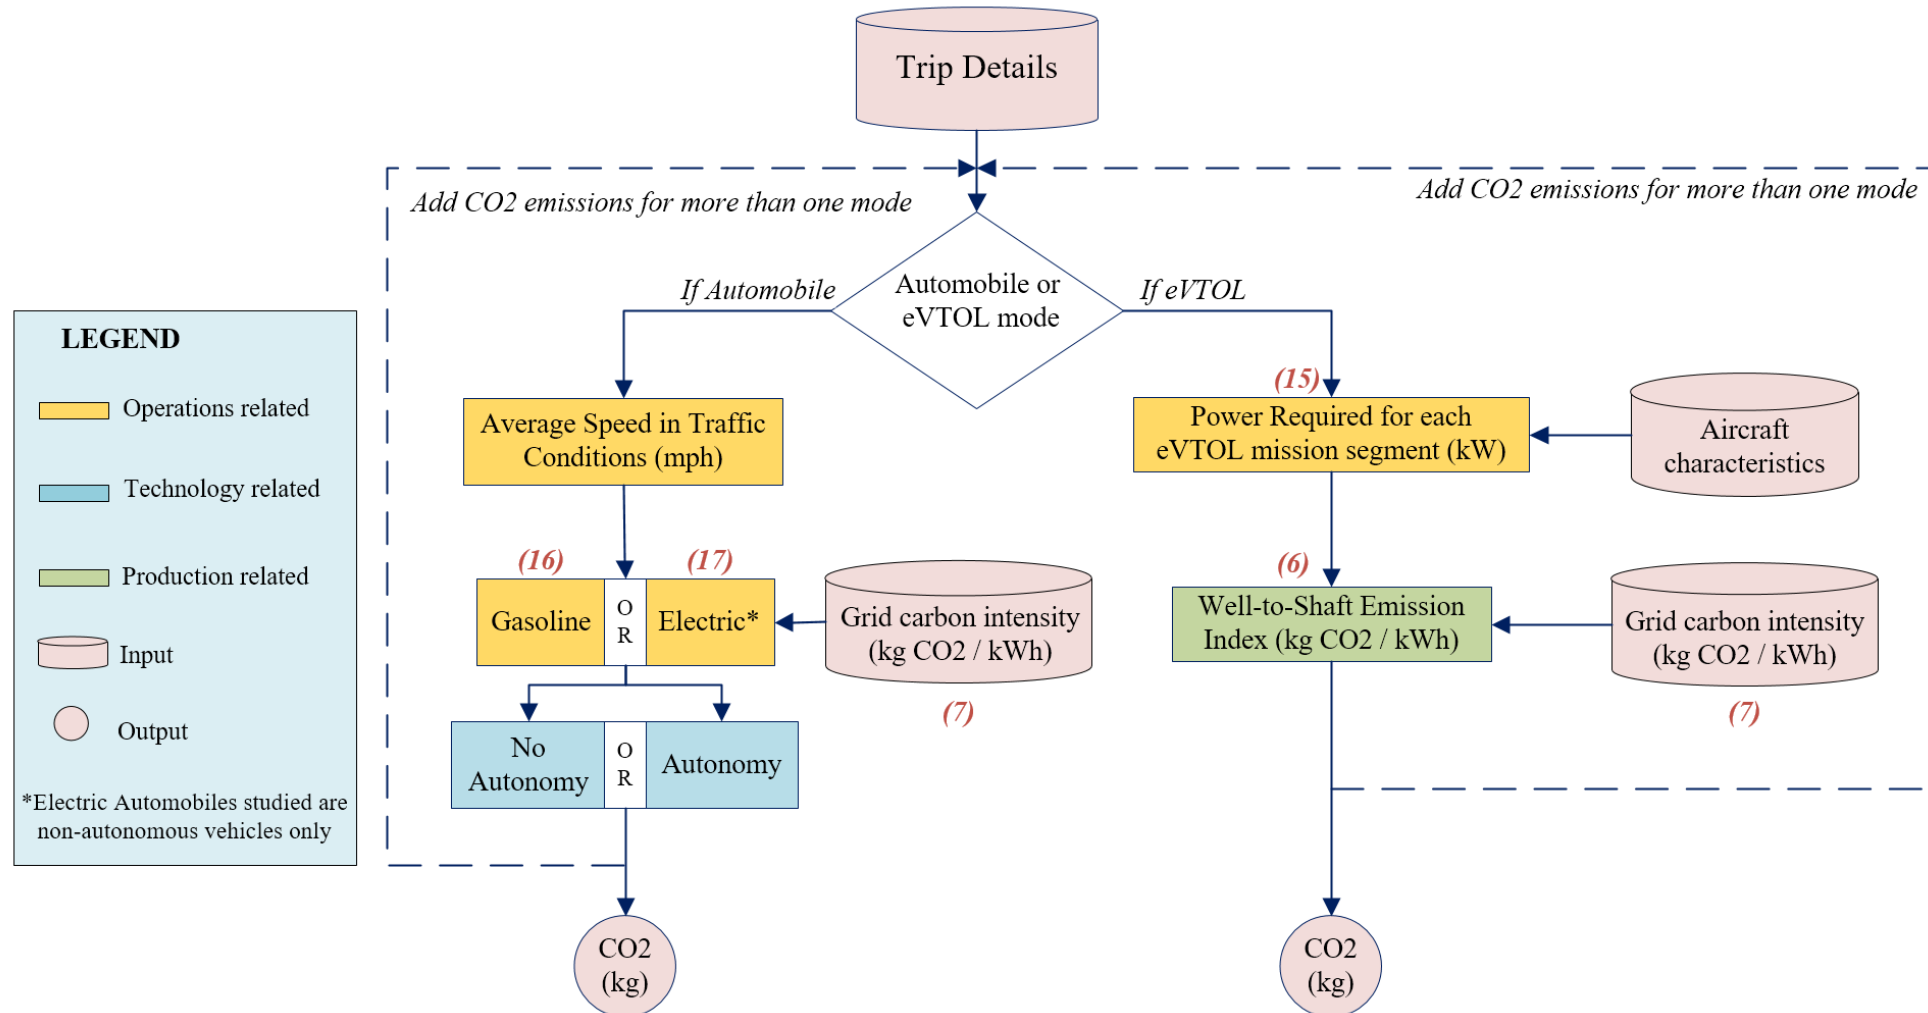 Trip Details
Add CO2 emissions for more than one mode
Add CO2 emissions for more than one mode
If Automobile
Automobile or
eVTOL mode
If eVTOL
LEGEND
Operations related
Technology related
Production related
Input
Output
*Electric Automobiles studied are
non-autonomous vehicles only
Average Speed in Traffic
Conditions (mph)
(16)
(17)
Gasoline
O
R
Electric*
Grid carbon intensity
(kg CO2 / kWh)
(7)
No
Autonomy
O
R
Autonomy
CO2
(kg)
(15)
Power Required for each
eVTOL mission segment (kW)
Aircraft
characteristics
(6)
Well-to-Shaft Emission
Index (kg CO2 / kWh)
Grid carbon intensity
(kg CO2 / kWh)
(7)
CO2
(kg)